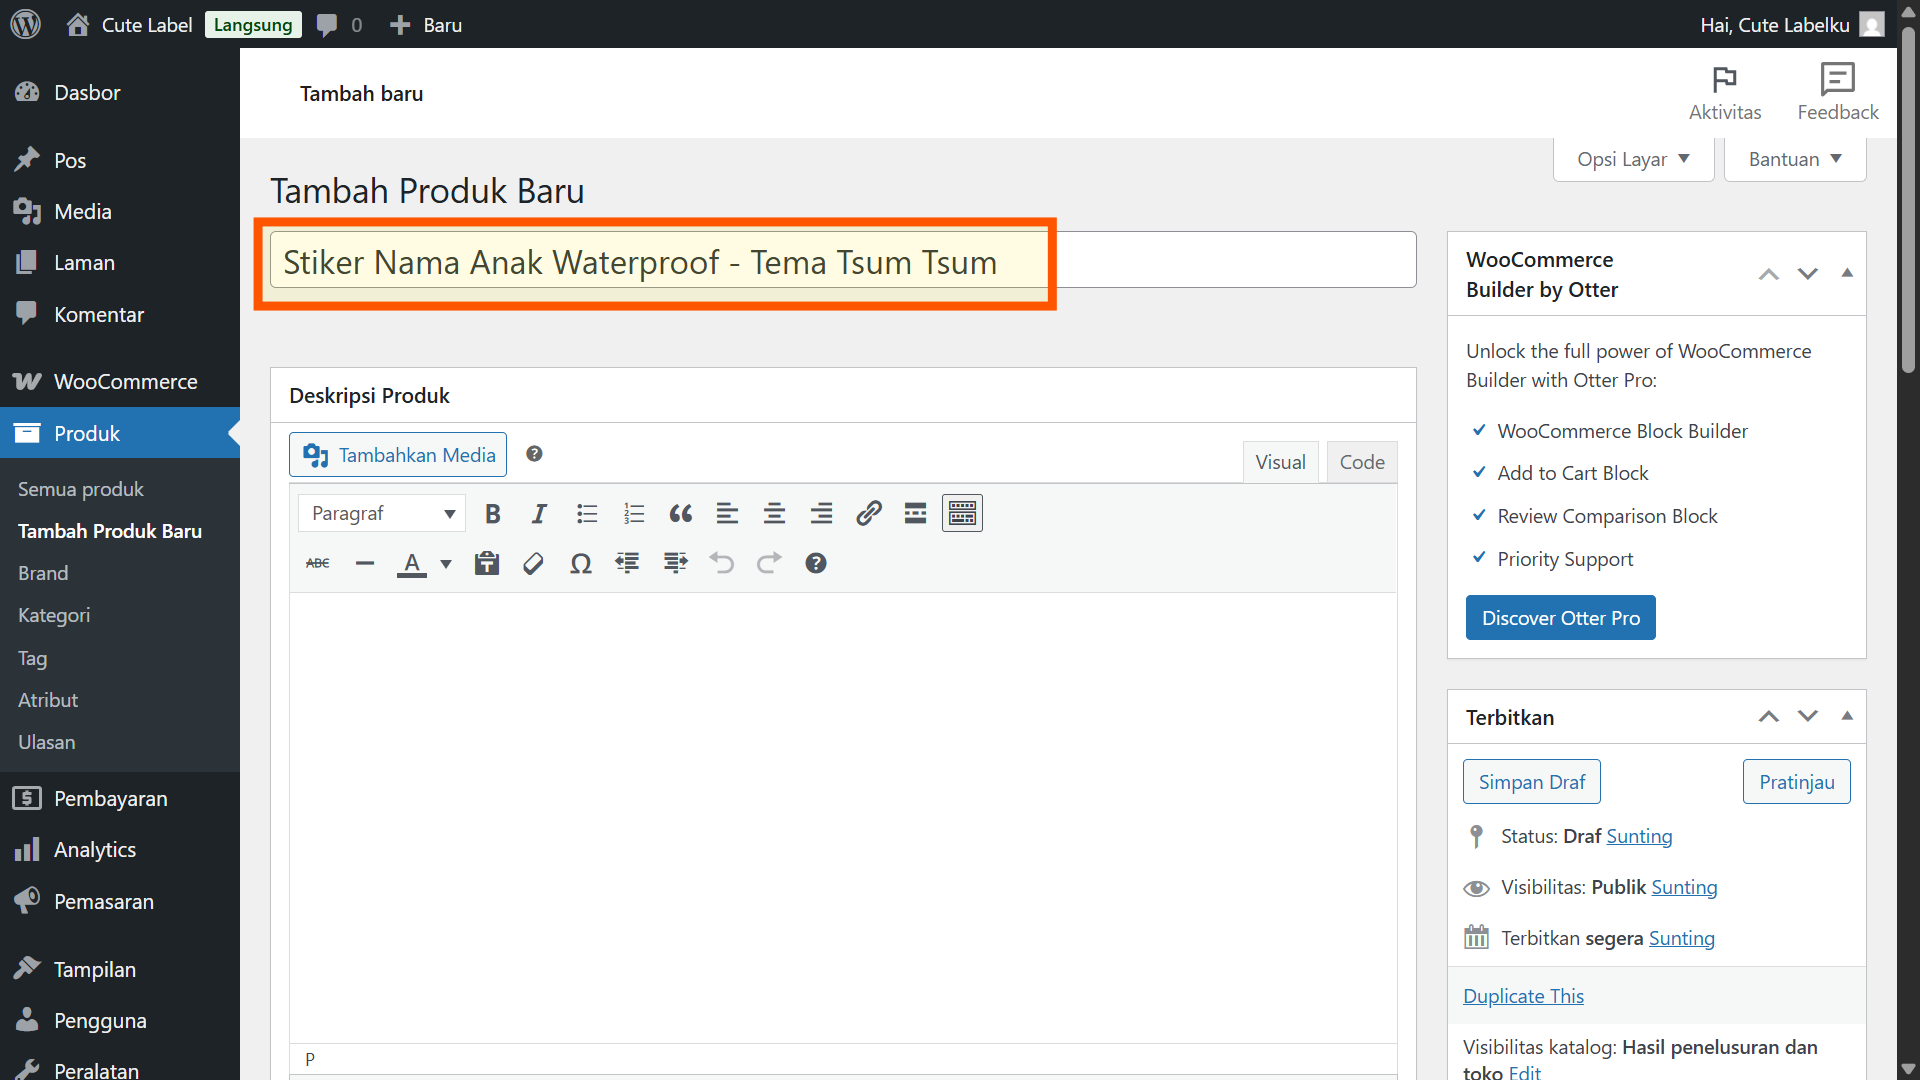 Cute Label Langsung 0 Baru Hai, Cute Labelku
Tambah baru
Aktivitas
Feedback
Opsi Layar
Bantuan
Dasbor
Pos
Media
Laman
Komentar
WooCommerce
Produk
Semua produk
Tambah Produk Baru
Brand
Kategori
Tag
Atribut
Ulasan
Pembayaran
Analytics
Pemasaran
Tampilan
Pengguna
Peralatan
Tambah Produk Baru
Stiker Nama Anak Waterproof - Tema Tsum Tsum
Deskripsi Produk
Tambahkan Media
Visual
Code
Paragraf
ABC
P
WooCommerce
Builder by Otter
Unlock the full power of WooCommerce
Builder with Otter Pro:
WooCommerce Block Builder
Add to Cart Block
Review Comparison Block
Priority Support
Discover Otter Pro
Terbitkan
Simpan Draf
Pratinjau
Status: Draf Sunting
Visibilitas: Publik Sunting
Terbitkan segera Sunting
Duplicate This
Visibilitas katalog: Hasil penelusuran dan
toko Edit